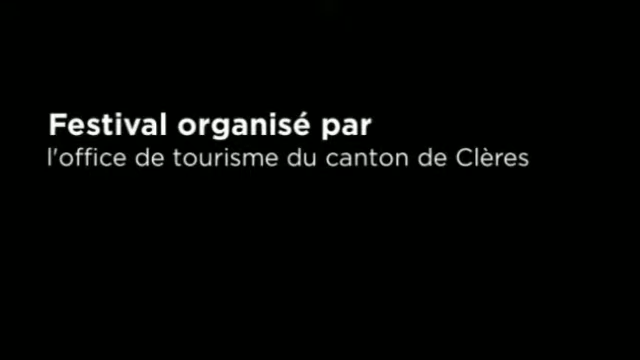 Festival organisé par
l'office de tourisme du canton de Clères